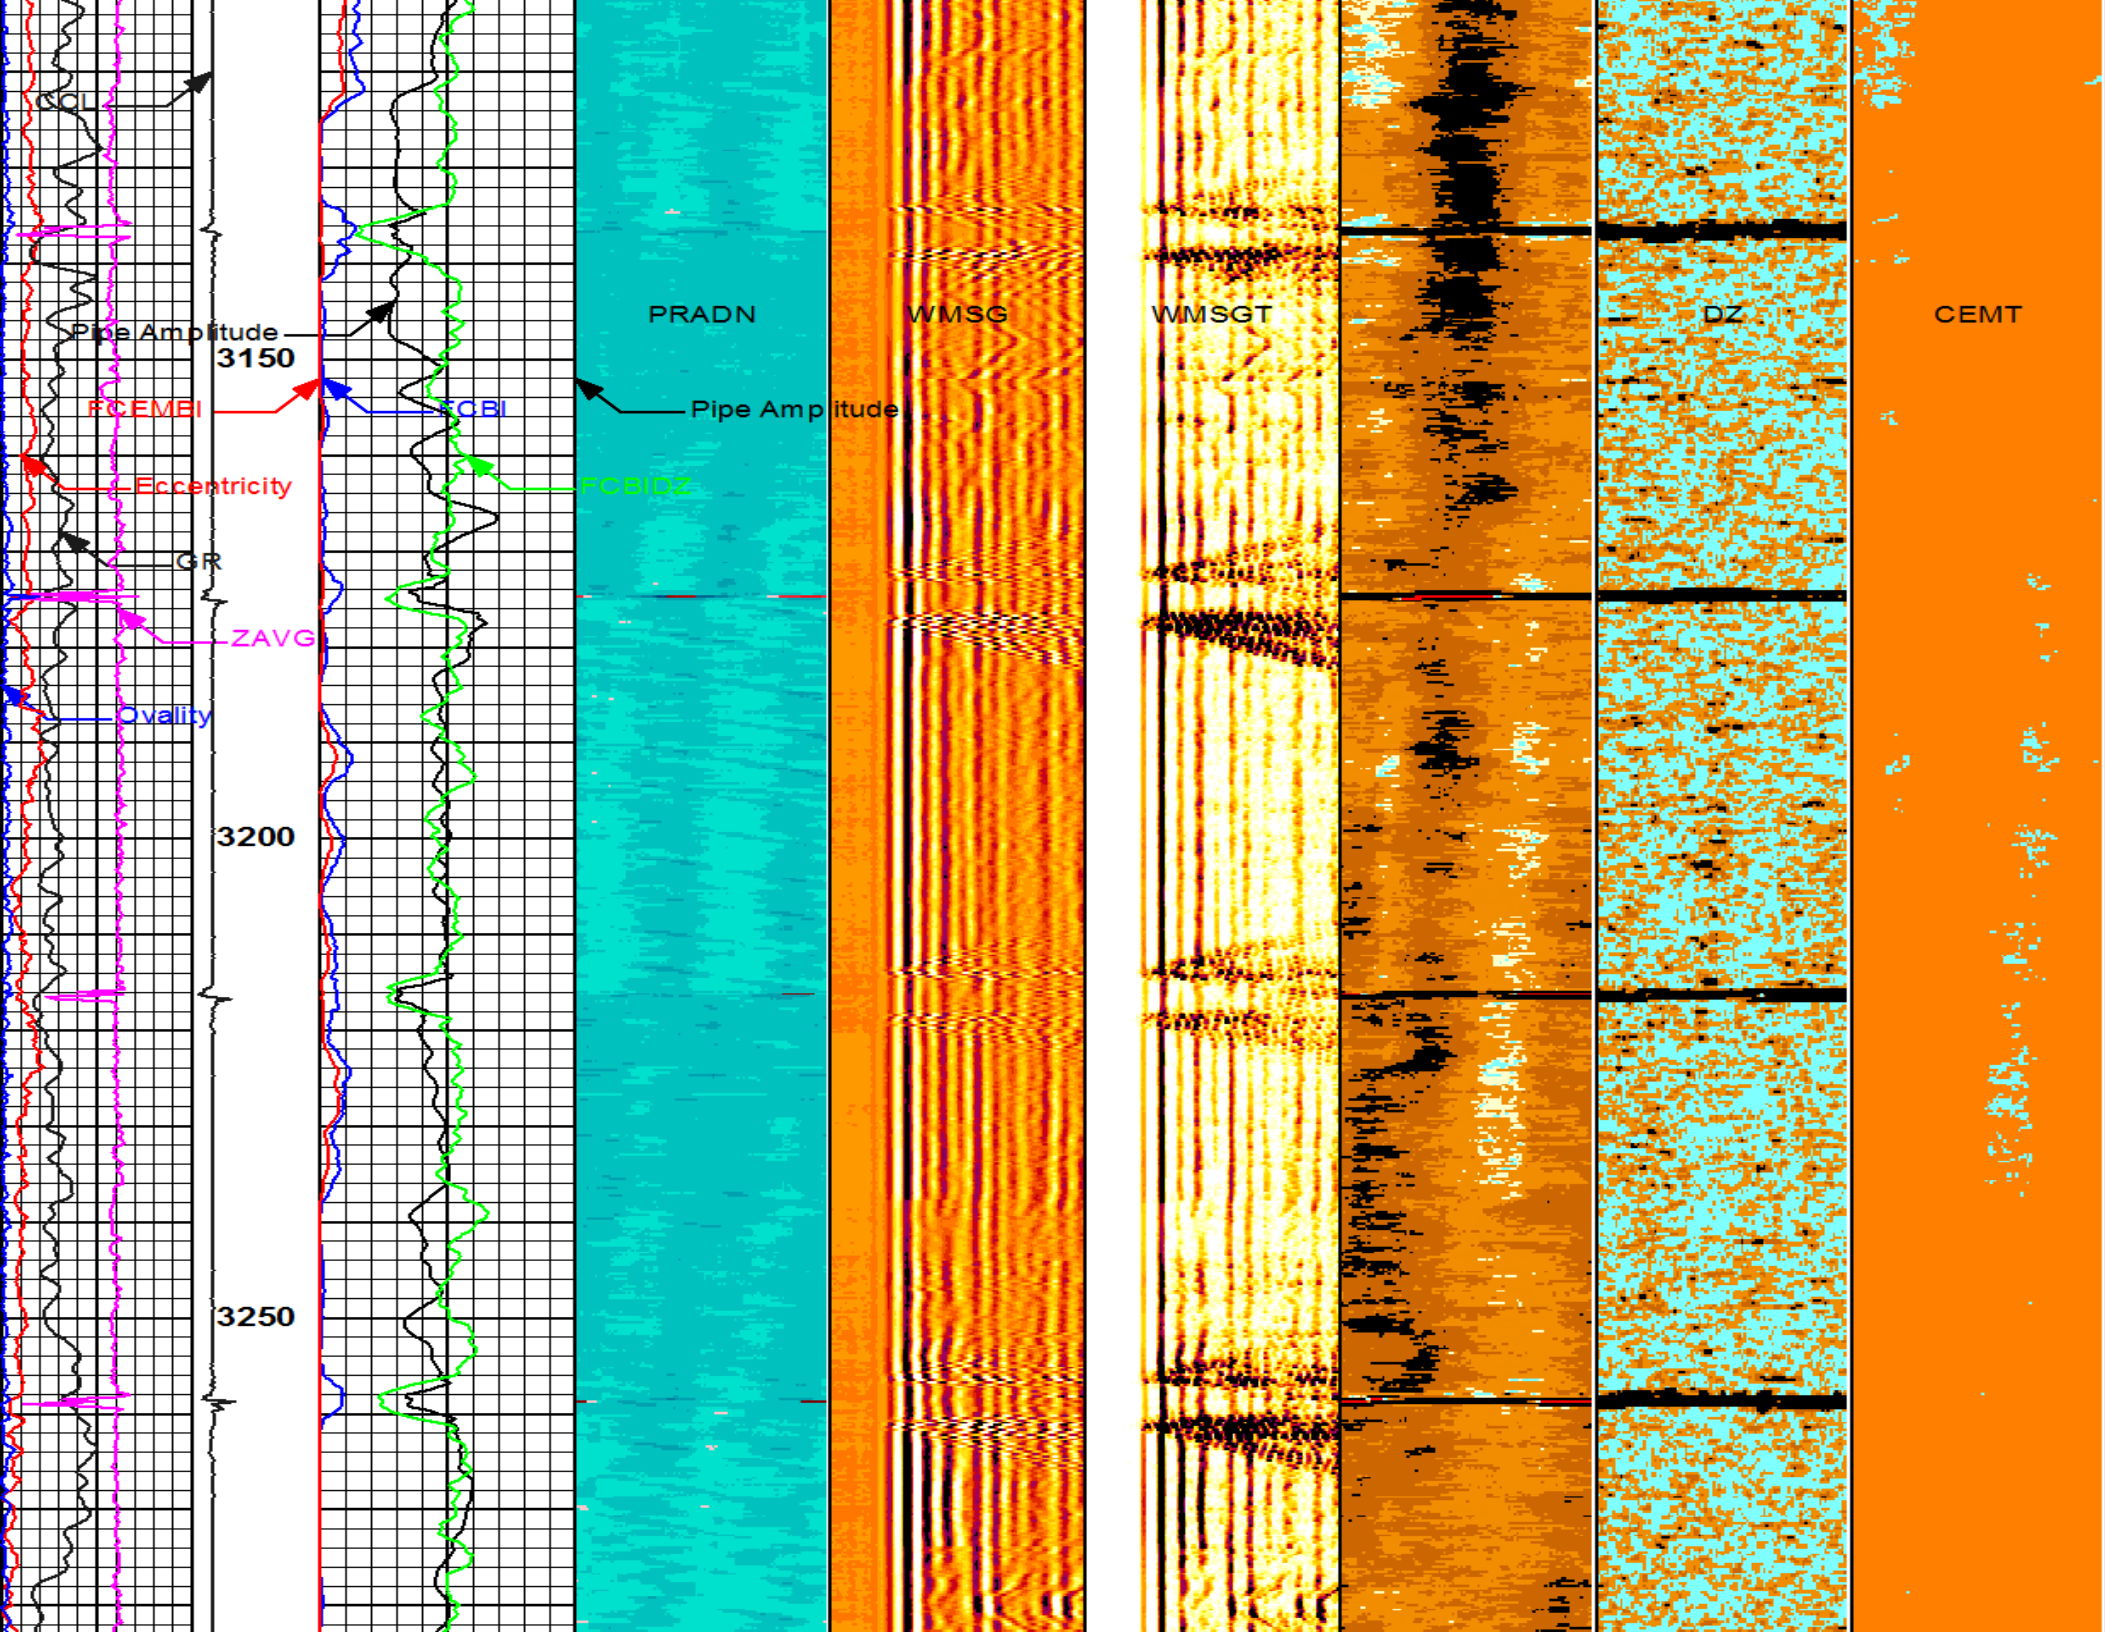 CCL
PRADN WMSG WMSGT DZ CEMT
Pipe Amplitude
3150
FCEMBI FCBI Pipe Amplitude
Eccentricity FCBIDZ
GR
ZAVG
Ovality
3200
3250